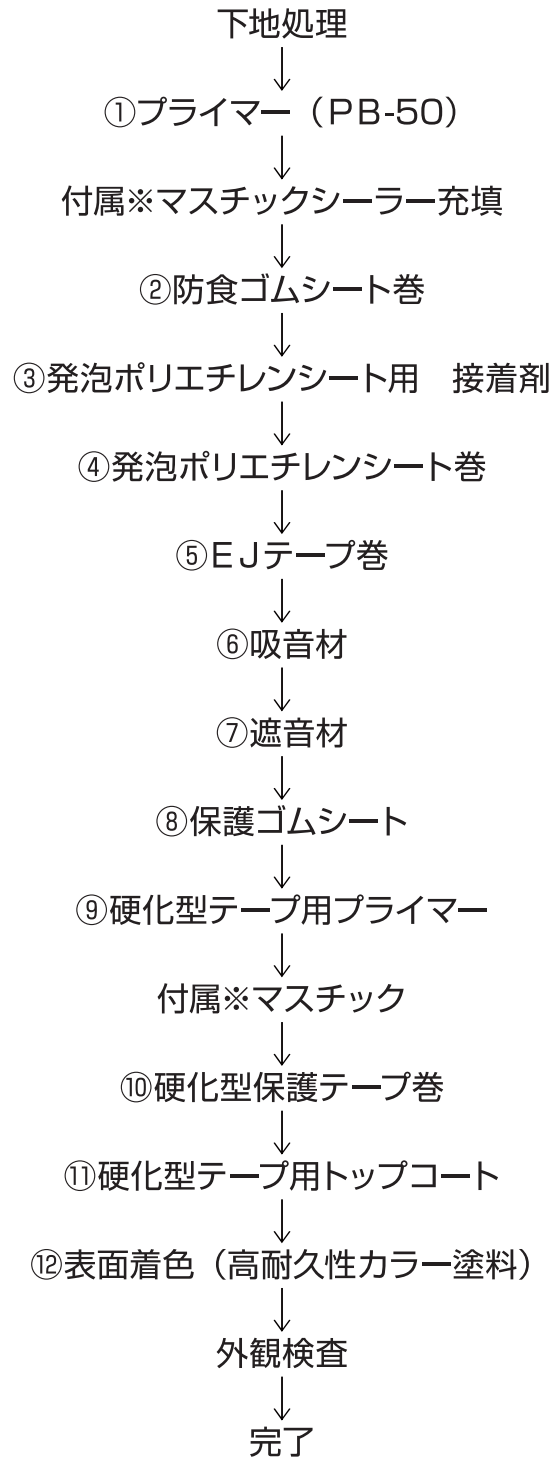 下地処理
①プライマー（PB-50）
付属※マスチックシーラー充填
②防食ゴムシート巻
③発泡ポリエチレンシート用　接着剤
④発泡ポリエチレンシート巻
⑤EJテープ巻
⑥吸音材
⑦遮音材
⑧保護ゴムシート
⑨硬化型テープ用プライマー
付属※マスチック
⑩硬化型保護テープ巻
⑪硬化型テープ用トップコート
⑫表面着色（高耐久性カラー塗料）
外観検査
完了